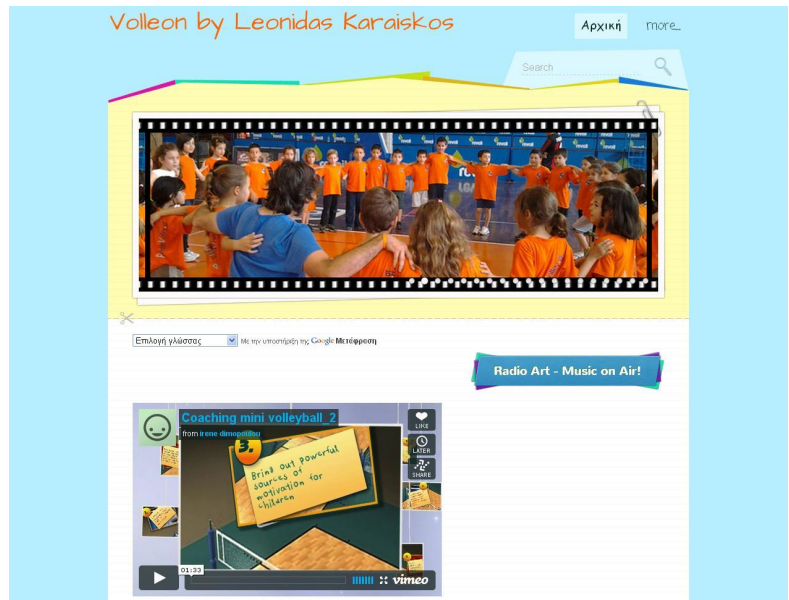 Volleon by Leonidas Karaiskos
Αρχική
more...
Search
Επιλογή γλώσσας
Με την υποστήριξη της Google Μετάφραση
Radio Art - Music on Air!
Coaching mini volleyball_2
from irene dimopoulou
LIKE
LATER
SHARE
3.
Bring out powerful
sources of
motivation for
children
01:33
vimeo